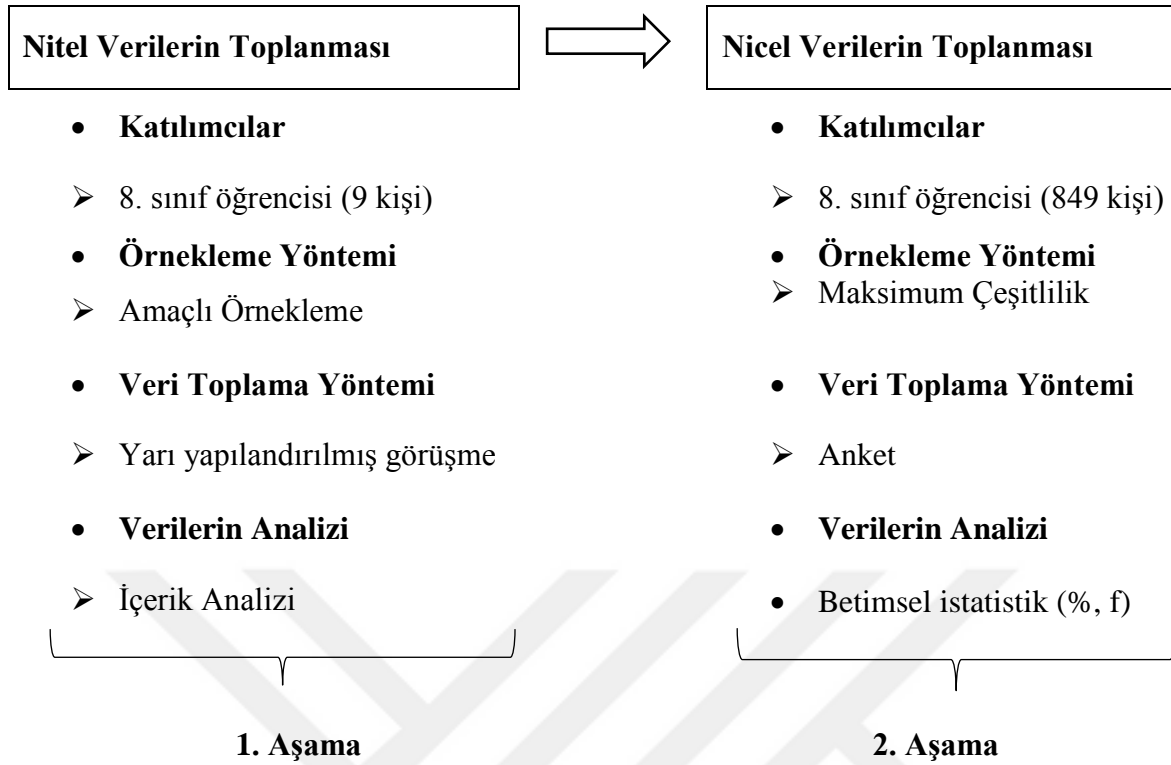 Nitel Verilerin Toplanması
• Katılımcılar
➢ 8. sınıf öğrencisi (9 kişi)
• Örnekleme Yöntemi
➢ Amaçlı Örnekleme
• Veri Toplama Yöntemi
➢ Yarı yapılandırılmış görüşme
• Verilerin Analizi
➢ İçerik Analizi
1. Aşama
Nicel Verilerin Toplanması
• Katılımcılar
➢ 8. sınıf öğrencisi (849 kişi)
• Örnekleme Yöntemi
➢ Maksimum Çeşitlilik
• Veri Toplama Yöntemi
➢ Anket
• Verilerin Analizi
• Betimsel istatistik (%, f)
2. Aşama